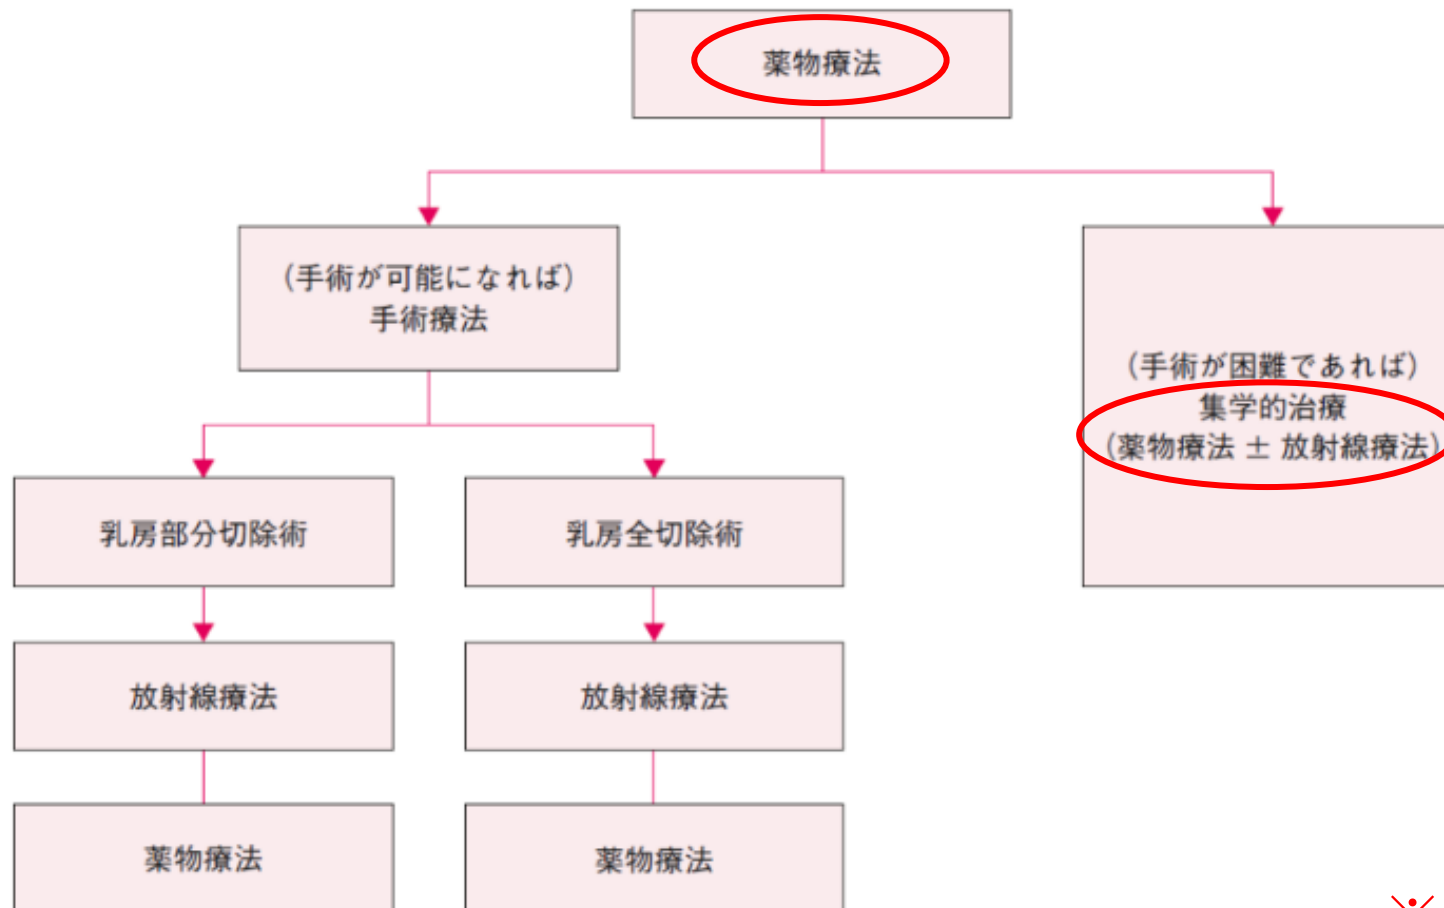 薬物療法
（手術が可能になれば）
手術療法
（手術が困難であれば）
集学的治療
（薬物療法 ± 放射線療法）
乳房部分切除術
乳房全切除術
放射線療法
放射線療法
薬物療法
薬物療法